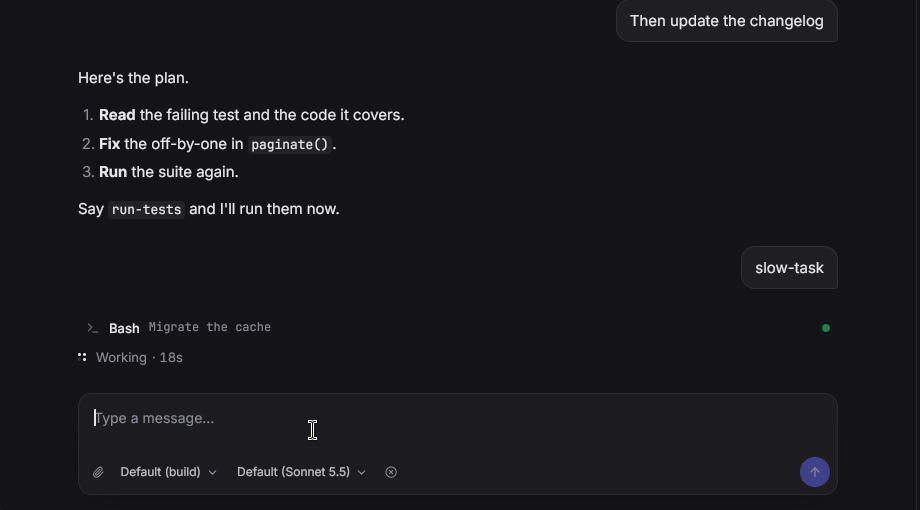 Then update the changelog
Here's the plan.
1. Read the failing test and the code it covers.
2. Fix the off-by-one in paginate().
3. Run the suite again.
Say run-tests and I'll run them now.
slow-task
>_ Bash Migrate the cache
Working · 18s
Type a message...
Default (build) Default (Sonnet 5.5)